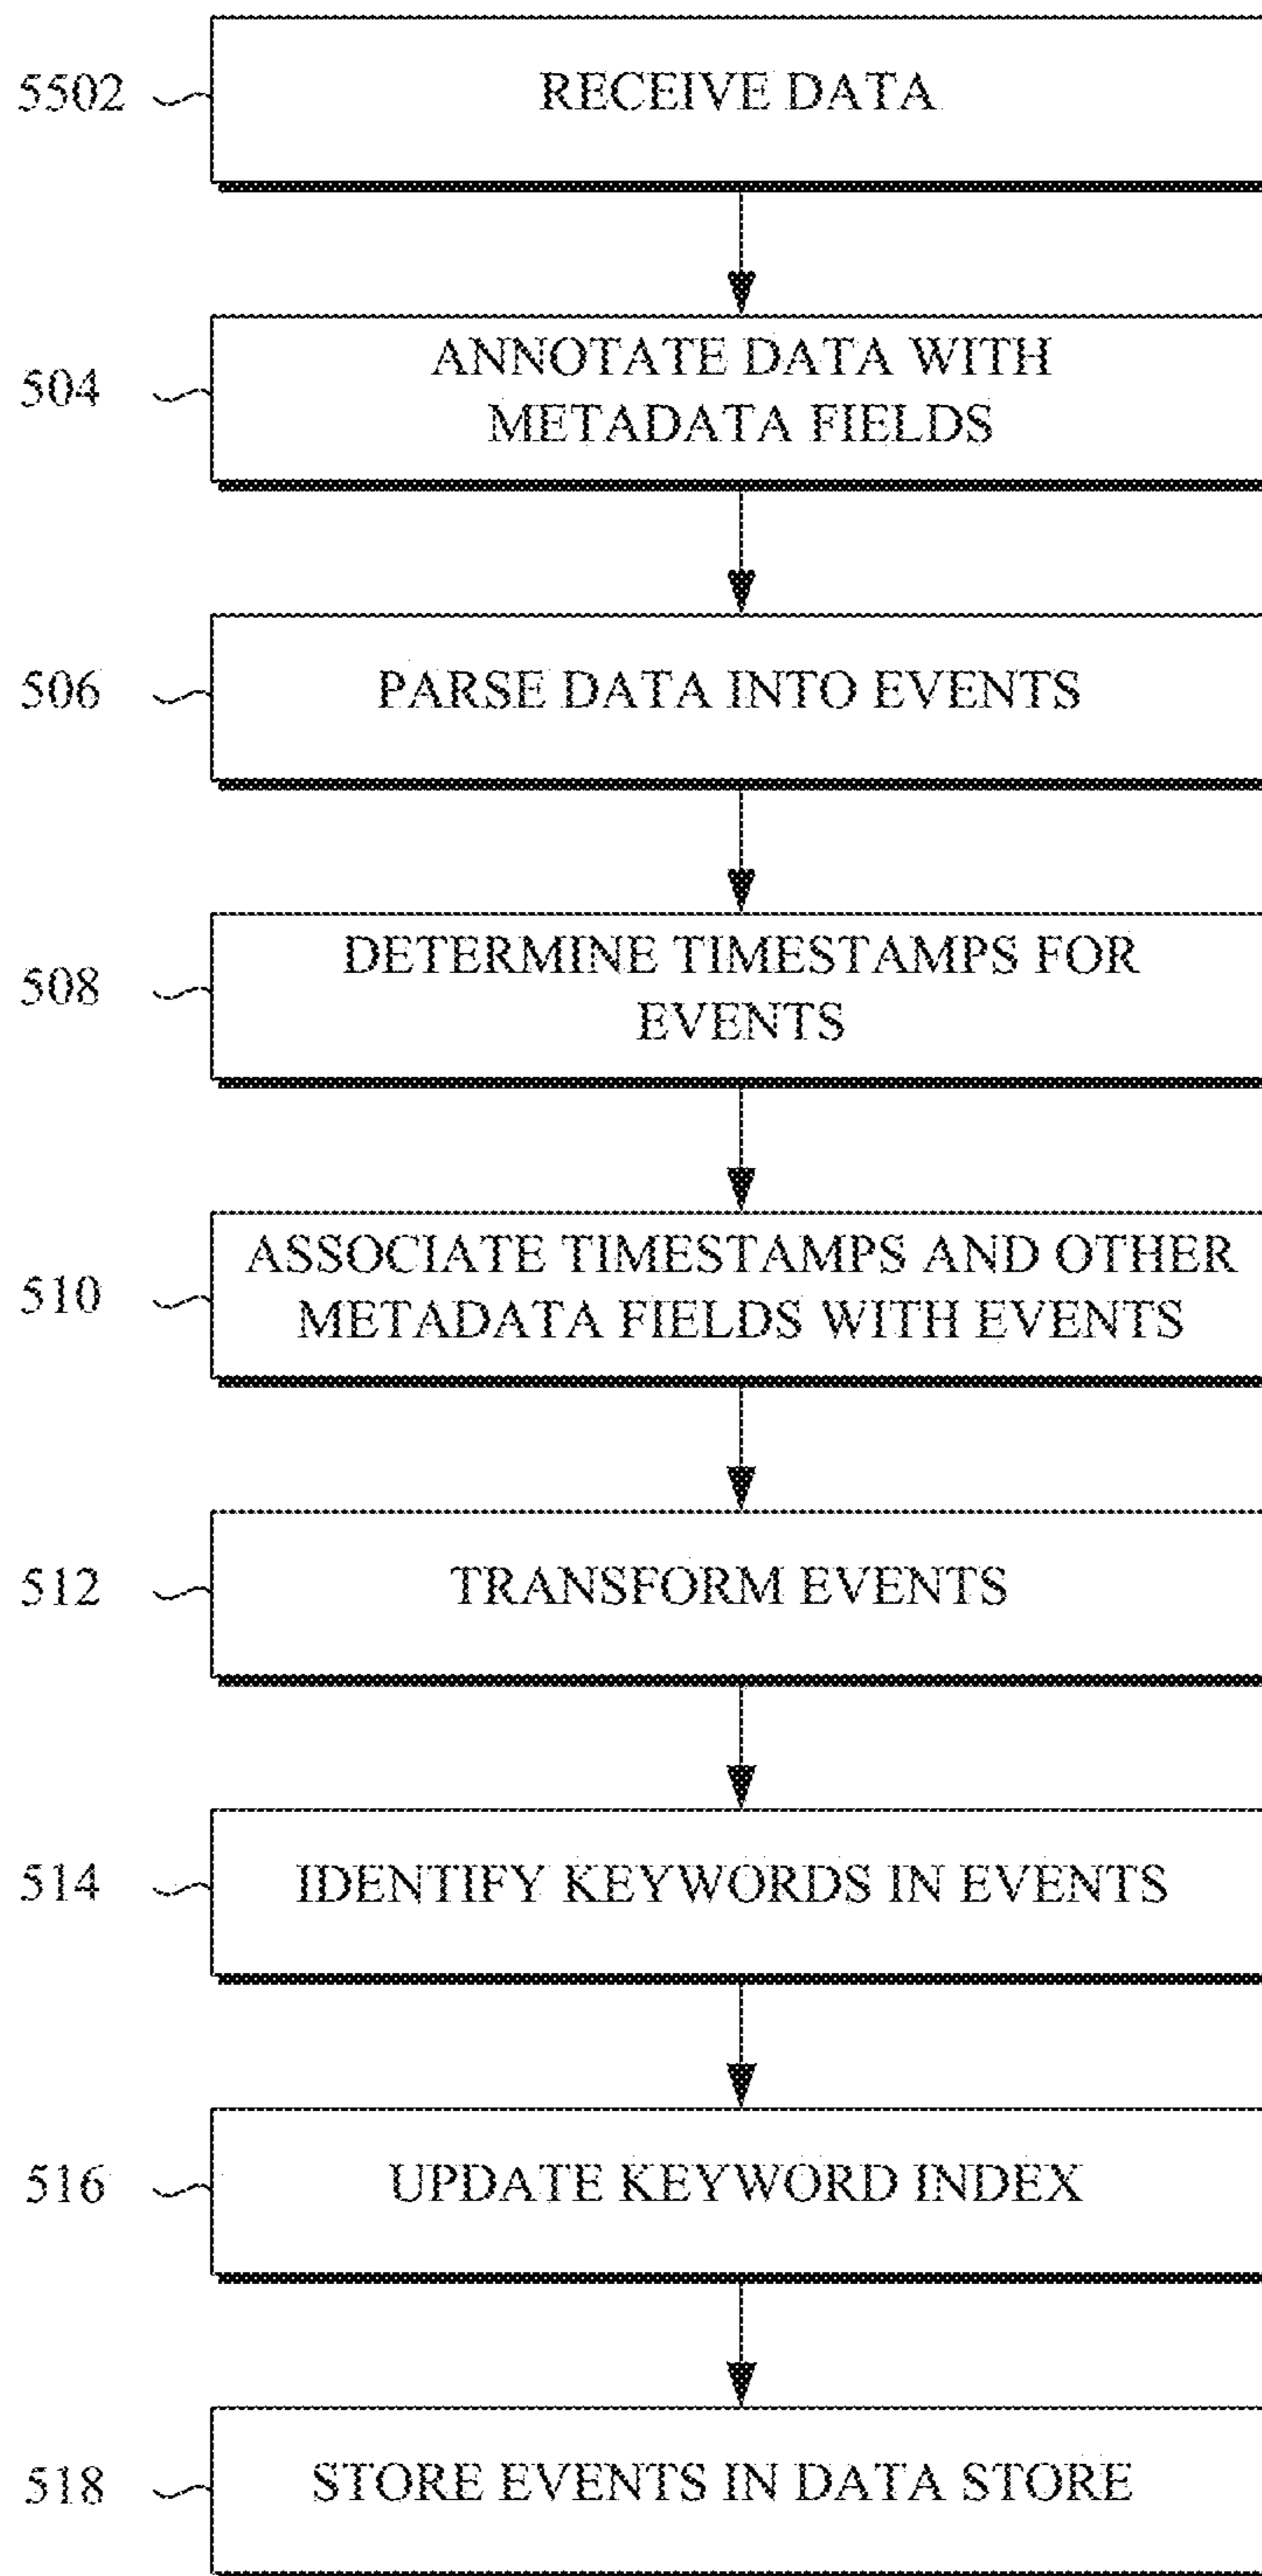 5502 RECEIVE DATA
ANNOTATE DATA WITH
504
METADATA FIELDS
506 PARSE DATA INTO EVENTS
DETERMINE TIMESTAMPS FOR
508
EVENTS
ASSOCIATE TIMESTAMPS AND OTHER
510
METADATA FIELDS WITH EVENTS
512 TRANSFORM EVENTS
514 IDENTIFY KEYWORDS IN EVENTS
516 UPDATE KEYWORD INDEX
518 STORE EVENTS IN DATA STORE